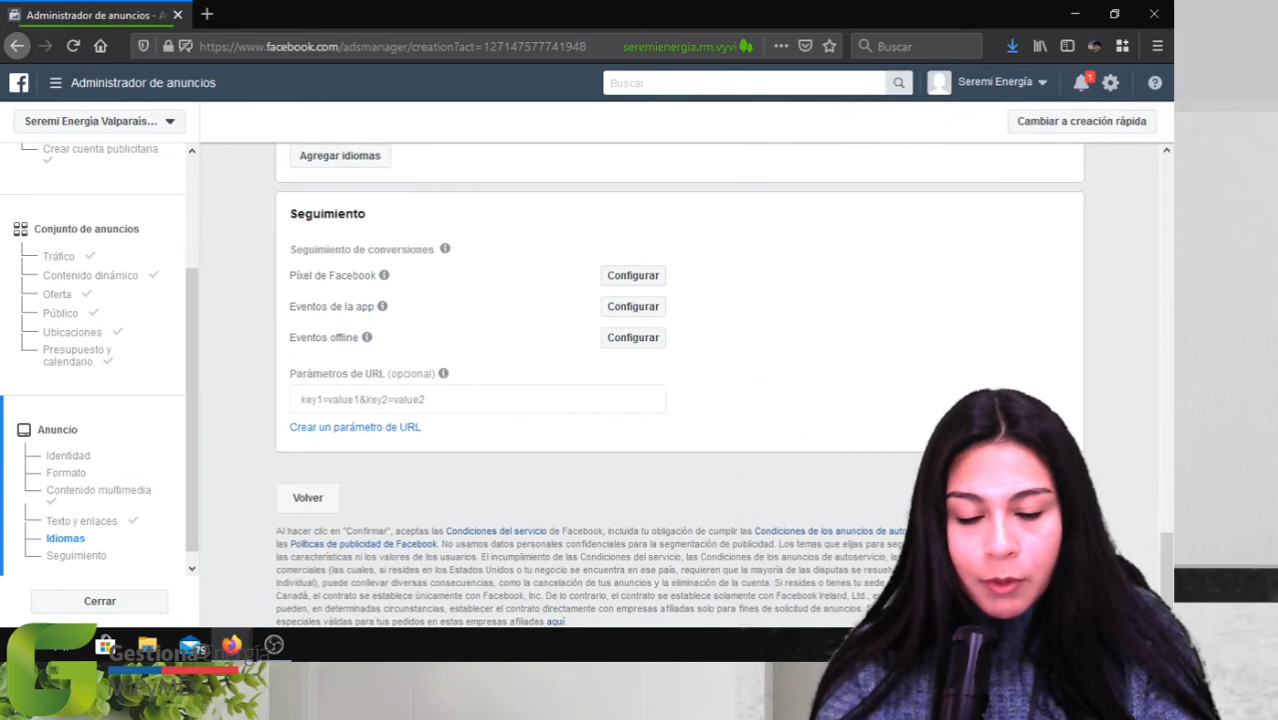 Administrador de anuncios - A
https://www.facebook.com/adsmanager/creation?act=127147577741948
seremienergia.rm.vyvi
Buscar
Administrador de anuncios
Buscar
Seremi Energía
1
Seremi Energía Valparaís...
Cambiar a creación rápida
Crear cuenta publicitaria
Conjunto de anuncios
Tráfico
Contenido dinámico
Oferta
Público
Ubicaciones
Presupuesto y
calendario
Anuncio
Identidad
Formato
Contenido multimedia
Texto y enlaces
Idiomas
Seguimiento
Cerrar
Agregar idiomas
Seguimiento
Seguimiento de conversiones
Píxel de Facebook
Configurar
Eventos de la app
Configurar
Eventos offline
Configurar
Parámetros de URL (opcional)
key1=value1&key2=value2
Crear un parámetro de URL
Volver
Al hacer clic en "Confirmar", aceptas las Condiciones del servicio de Facebook, incluida tu obligación de cumplir las Condiciones de los anuncios de
las Políticas de publicidad de Facebook. No usamos datos personales confidenciales para la segmentación de publicidad. Los temas que elijas para
las características ni los valores de los usuarios. El incumplimiento de las Condiciones del servicio, las Condiciones de los anuncios de autoservicio,
comerciales (las cuales, si resides en los Estados Unidos o tu negocio se encuentra en ese país, requieren que la mayoría de las disputas se
individual), puede conllevar diversas consecuencias, como la cancelación de tus anuncios y la eliminación de la cuenta. Si resides o tienes tu sede
Canadá, el contrato se establece únicamente con Facebook, Inc. De lo contrario, el contrato se establece solamente con Facebook Ireland, Ltd.,
pueden, en determinadas circunstancias, establecer el contrato directamente con empresas afiliadas solo para fines de solicitud de anuncios.
especiales válidas para tus pedidos en estas empresas afiliadas aquí.
79
Gestiona Energía
MiPyMEs